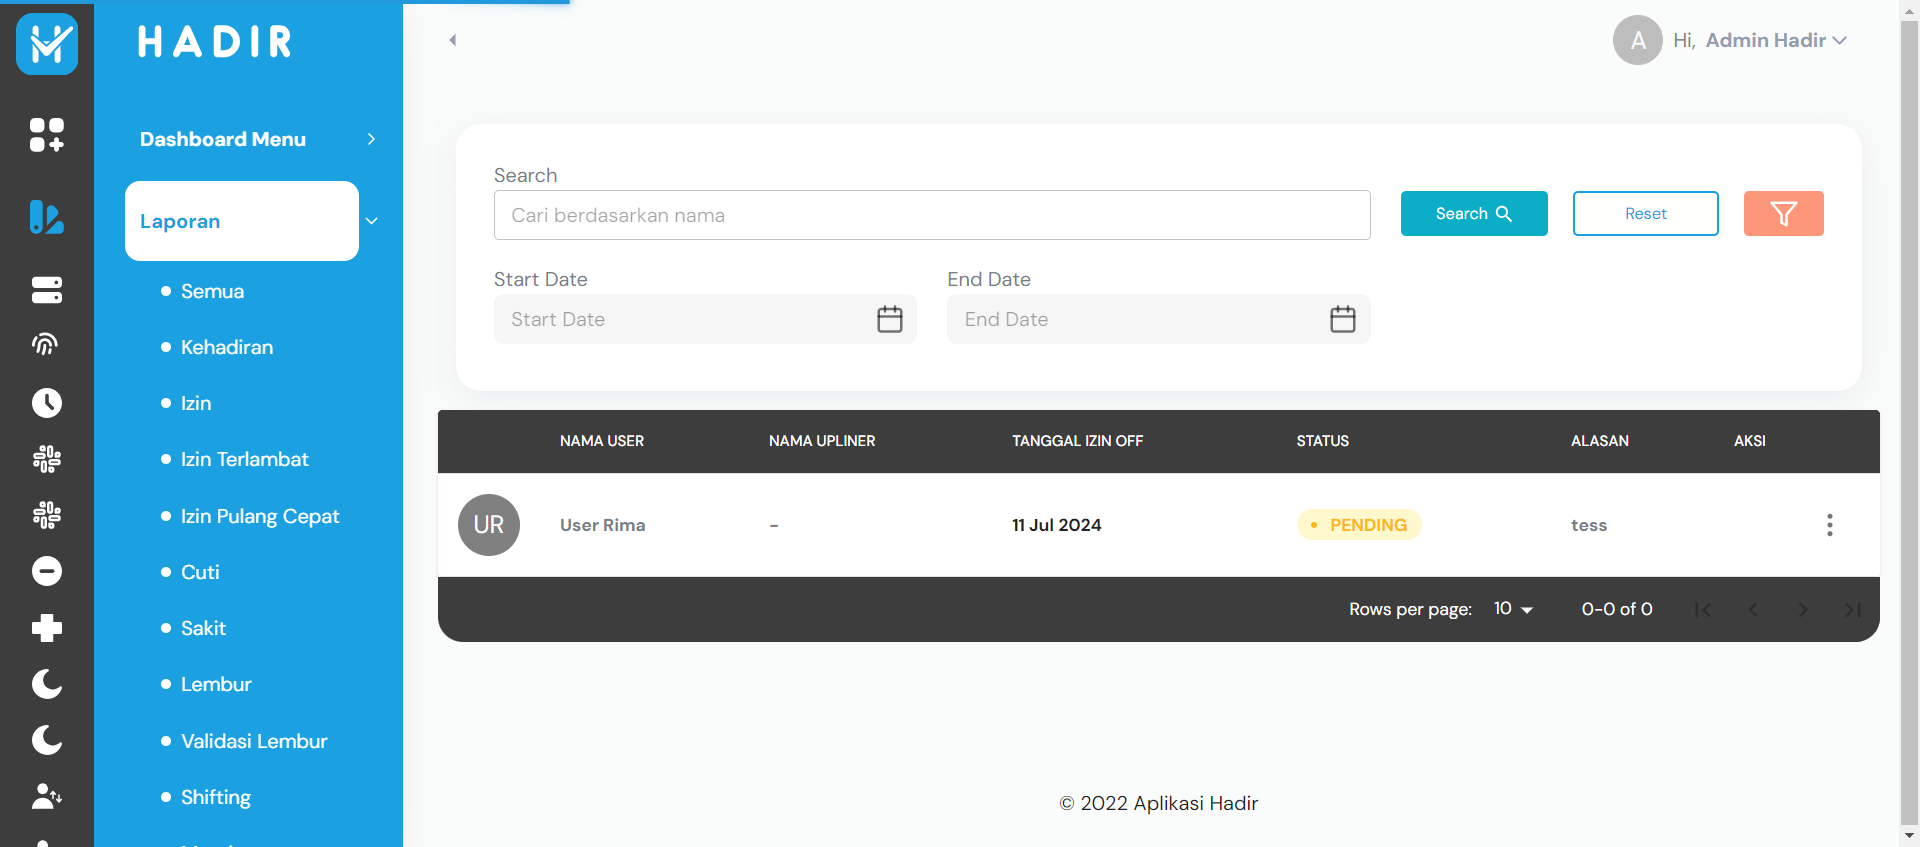 HADIR
A Hi, Admin Hadir
Dashboard Menu
Laporan
Semua
Kehadiran
Izin
Izin Terlambat
Izin Pulang Cepat
Cuti
Sakit
Lembur
Validasi Lembur
Shifting
Search
Cari berdasarkan nama
Search
Reset
Start Date
End Date
Start Date
End Date
NAMA USER NAMA UPLINER TANGGAL IZIN OFF STATUS ALASAN AKSI
UR User Rima - 11 Jul 2024 PENDING tess
Rows per page: 10 0-0 of 0
© 2022 Aplikasi Hadir